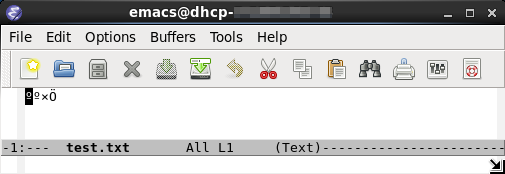 emacs@dhcp-
File Edit Options Buffers Tools Help
ºº×Ö
-1:--- test.txt All L1 (Text)-----------------------